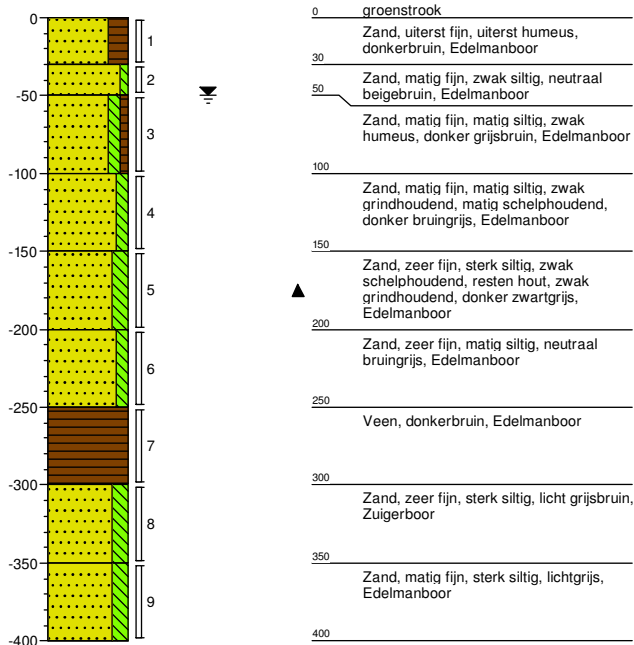 0
-50
-100
-150
-200
-250
-300
-350
-400
1
2
3
4
5
6
7
8
9
0
groenstrook
Zand, uiterst fijn, uiterst humeus,
donkerbruin, Edelmanboor
30
Zand, matig fijn, zwak siltig, neutraal
beigebruin, Edelmanboor
50
Zand, matig fijn, matig siltig, zwak
humeus, donker grijsbruin, Edelmanboor
100
Zand, matig fijn, matig siltig, zwak
grindhoudend, matig schelphoudend,
donker bruingrijs, Edelmanboor
150
Zand, zeer fijn, sterk siltig, zwak
schelphoudend, resten hout, zwak
grindhoudend, donker zwartgrijs,
Edelmanboor
200
Zand, zeer fijn, matig siltig, neutraal
bruingrijs, Edelmanboor
250
Veen, donkerbruin, Edelmanboor
300
Zand, zeer fijn, sterk siltig, licht grijsbruin,
Zuigerboor
350
Zand, matig fijn, sterk siltig, lichtgrijs,
Edelmanboor
400